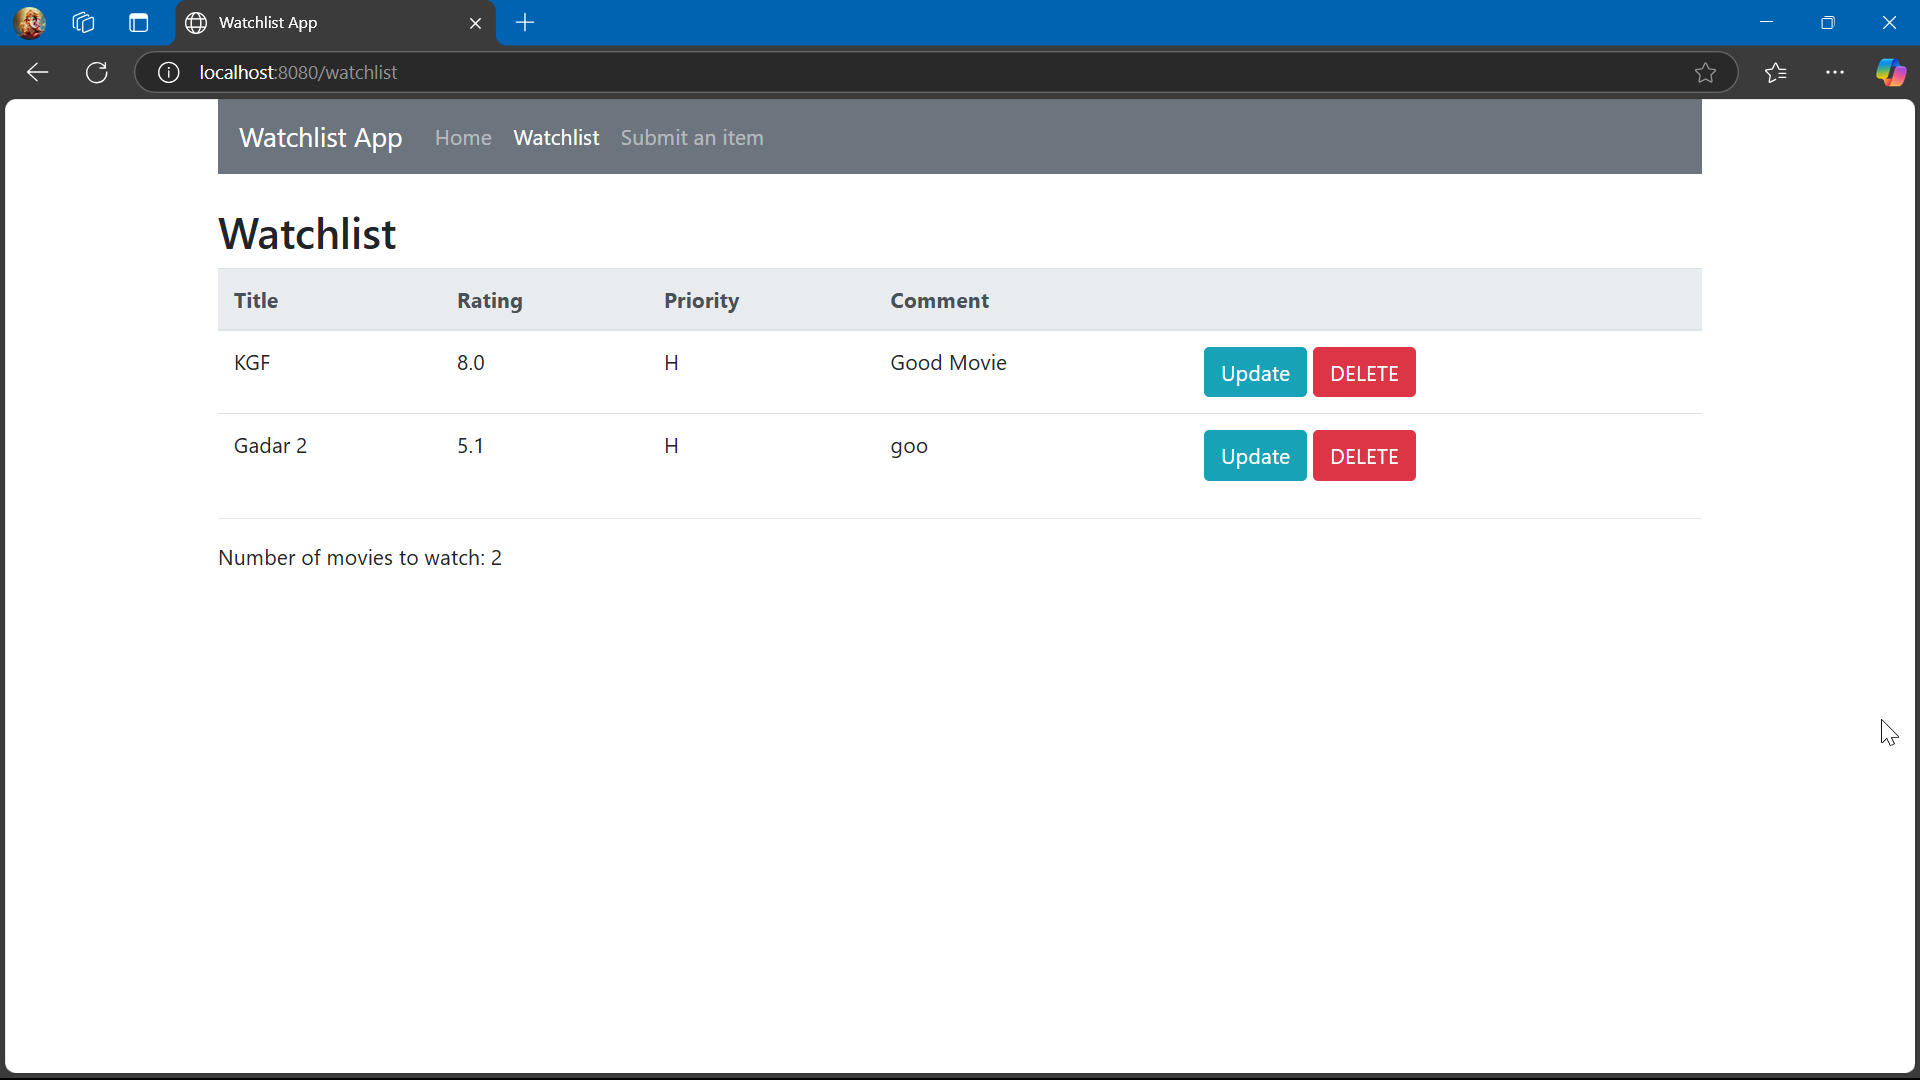 Watchlist App
localhost:8080/watchlist
Watchlist App Home Watchlist Submit an item
Watchlist
Title Rating Priority Comment
KGF 8.0 H Good Movie Update DELETE
Gadar 2 5.1 H goo Update DELETE
Number of movies to watch: 2